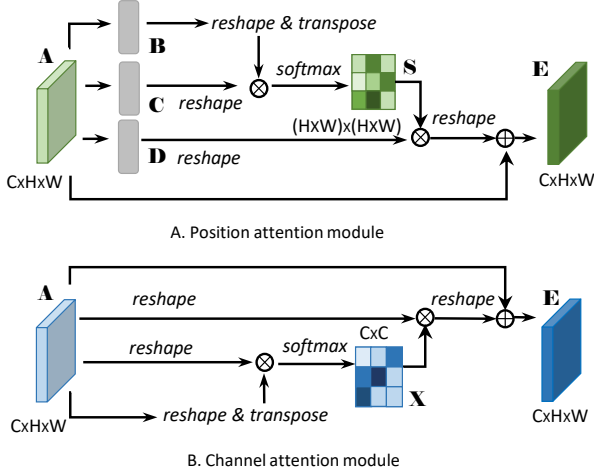 B
reshape & transpose
A
S
E
softmax
C
reshape
(HxW)x(HxW)
reshape
D
reshape
CxHxW
CxHxW
A. Position attention module
A
reshape
reshape
E
CxC
reshape
softmax
X
CxHxW
reshape & transpose
CxHxW
B. Channel attention module